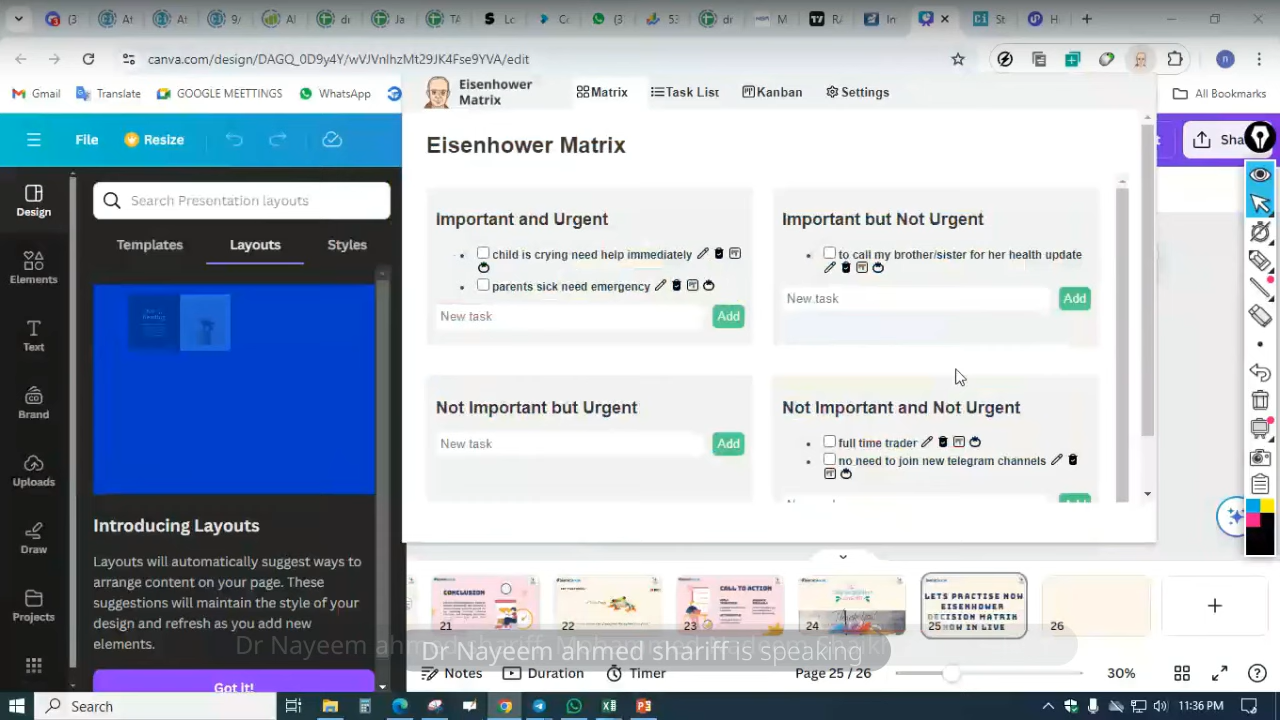 canva.com/design/DAGQ_0D9y4Y/wVWYnIhzMt29JK4Fse9YVA/edit
Gmail
Translate
GOOGLE MEETTINGS
WhatsApp
All Bookmarks
File
Resize
Eisenhower
Matrix
Matrix
Task List
Kanban
Settings
Eisenhower Matrix
Important and Urgent
child is crying need help immediately
parents sick need emergency
New task
Add
Important but Not Urgent
to call my brother/sister for her health update
New task
Add
Not Important but Urgent
New task
Add
Not Important and Not Urgent
full time trader
no need to join new telegram channels
Design
Elements
Text
Brand
Uploads
Draw
Projects
Search Presentation layouts
Templates
Layouts
Styles
Introducing Layouts
Layouts will automatically suggest ways to
arrange content on your page. These
suggestions will maintain the style of your
design and refresh as you add new
elements.
Got It!
CONCLUSION
21
22
CALL TO ACTION
23
24
LETS PRACTISE NOW
EISENHOWER
DECISION MATRIX
NOW IN LIVE
25
26
Dr Nayeem ahmed shariff is speaking
Notes
Duration
Timer
Page 25 / 26
30%
Search
11:36 PM